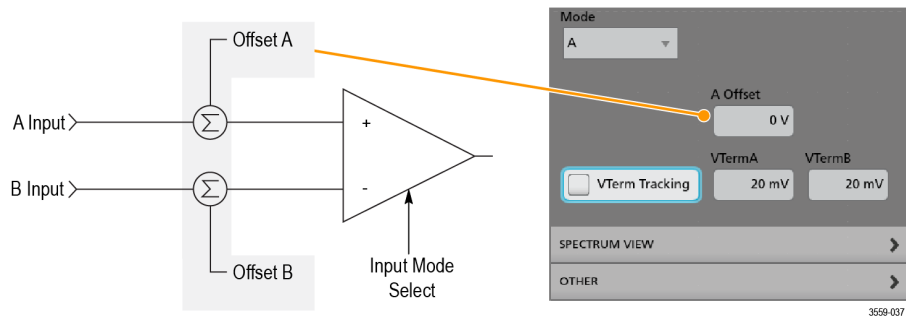 Offset A
A Input
Σ
+
B Input
Σ
-
Offset B
Input Mode
Select
Mode
A
A Offset
0 V
VTermA VTermB
VTerm Tracking 20 mV 20 mV
SPECTRUM VIEW
OTHER
3559-037